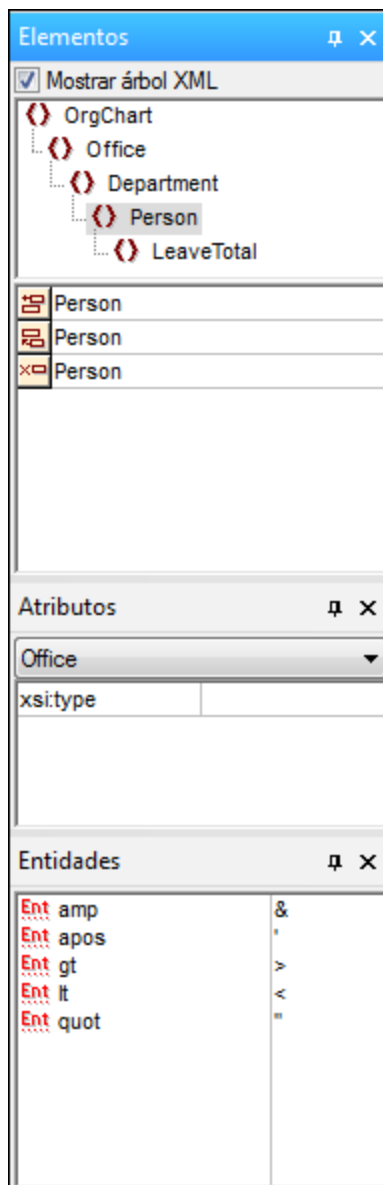 Elementos
Mostrar árbol XML
OrgChart
Office
Department
Person
LeaveTotal
Person
Person
Person
Atributos
Office
xsi:type
Entidades
Ent amp &
Ent apos '
Ent gt >
Ent lt <
Ent quot "